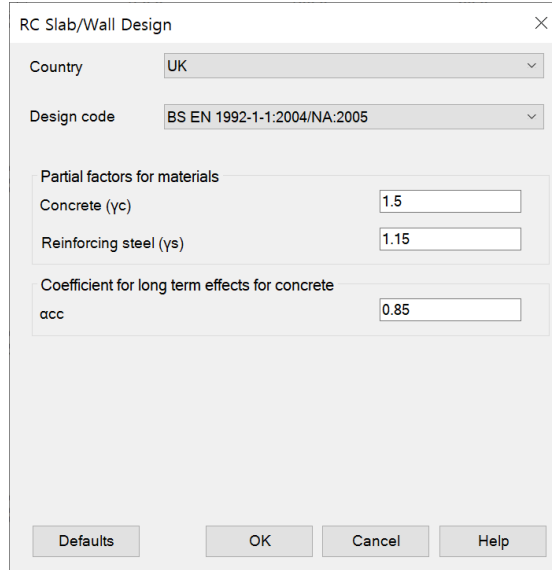 RC Slab/Wall Design
Country UK
Design code BS EN 1992-1-1:2004/NA:2005
Partial factors for materials
Concrete (γc) 1.5
Reinforcing steel (γs) 1.15
Coefficient for long term effects for concrete
αcc 0.85
Defaults OK Cancel Help